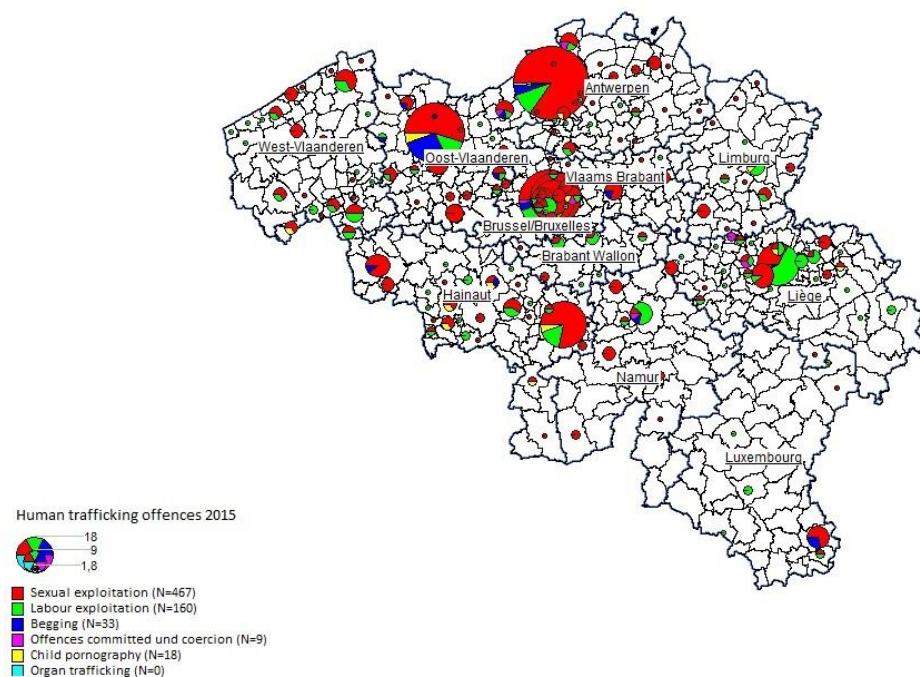 Antwerpen
West-Vlaanderen
Oost-Vlaanderen
Limburg
Vlaams Brabant
Brussel/Bruxelles
Brabant Wallon
Hainaut
Liège
Namur
Luxembourg
Human trafficking offences 2015
18
9
1,8
Sexual exploitation (N=467)
Labour exploitation (N=160)
Begging (N=33)
Offences committed und coercion (N=9)
Child pornography (N=18)
Organ trafficking (N=0)